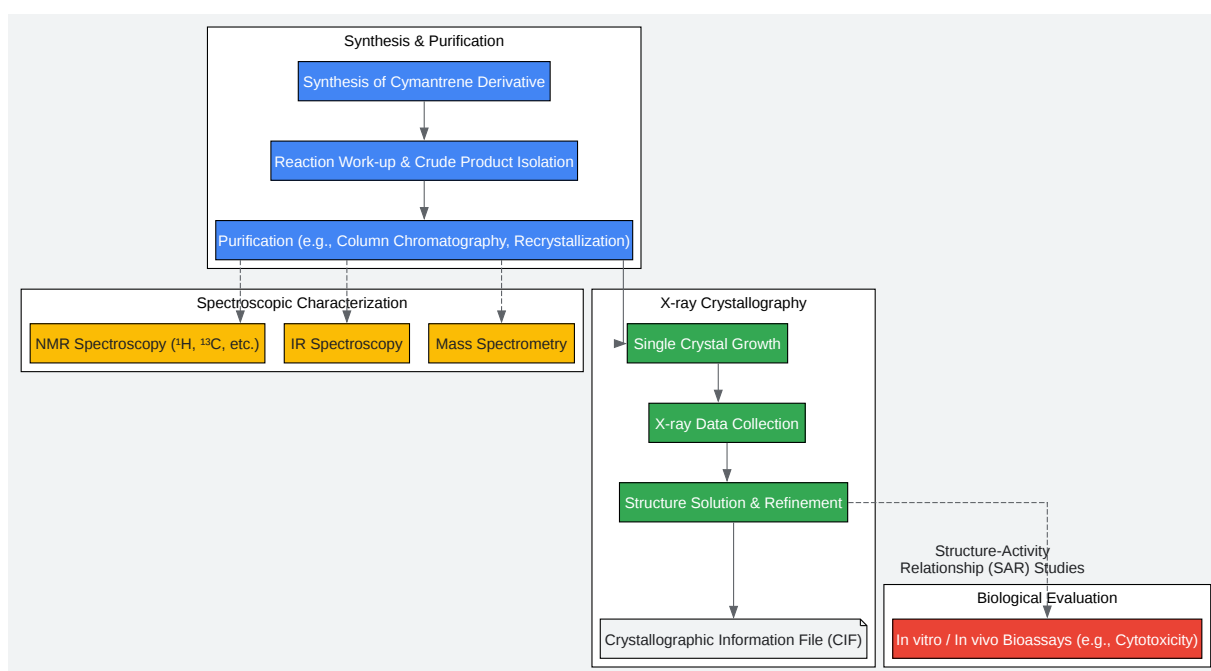 Synthesis & Purification
Synthesis of Cymantrene Derivative
Reaction Work-up & Crude Product Isolation
Purification (e.g., Column Chromatography, Recrystallization)
Spectroscopic Characterization
NMR Spectroscopy (¹H, ¹³C, etc.)
IR Spectroscopy
Mass Spectrometry
X-ray Crystallography
Single Crystal Growth
X-ray Data Collection
Structure Solution & Refinement
Crystallographic Information File (CIF)
Structure-Activity
Relationship (SAR) Studies
Biological Evaluation
In vitro / In vivo Bioassays (e.g., Cytotoxicity)